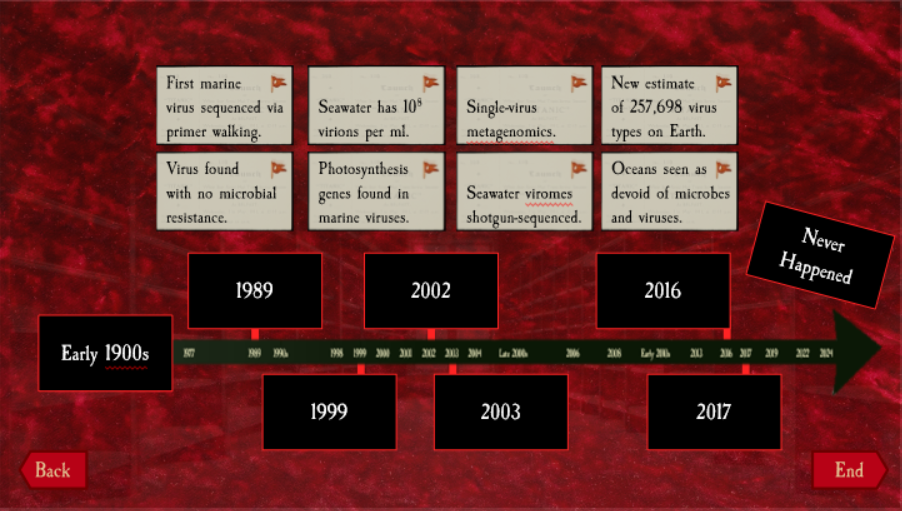 First marine
virus sequenced via
primer walking.
Seawater has 10⁸
virions per ml.
Single-virus
metagenomics.
New estimate
of 257,698 virus
types on Earth.
Virus found
with no microbial
resistance.
Photosynthesis
genes found in
marine viruses.
Seawater viromes
shotgun-sequenced.
Oceans seen as
devoid of microbes
and viruses.
Never
Happened
1989
2002
2016
Early 1900s
1977 1989 1990s 1998 1999 2000 2001 2002 2003 2004 Late 2000s 2006 2008 Early 2010s 2013 2016 2017 2019 2022 2024
1999
2003
2017
Back
End